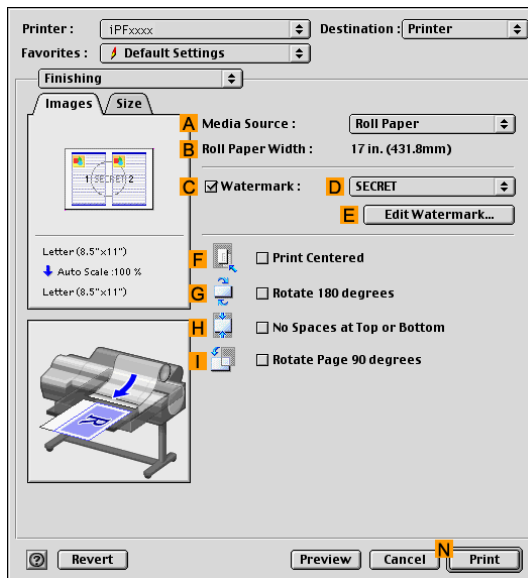 Printer : iPFxxxx Destination : Printer
Favorites : Default Settings
Finishing
Images Size
A Media Source : Roll Paper
B Roll Paper Width : 17 in. (431.8mm)
1 SECRET 2
C Watermark : D SECRET
E Edit Watermark...
Letter (8.5"x11")
Auto Scale :100 %
Letter (8.5"x11")
F Print Centered
G Rotate 180 degrees
H No Spaces at Top or Bottom
I Rotate Page 90 degrees
R
? Revert Preview Cancel N Print